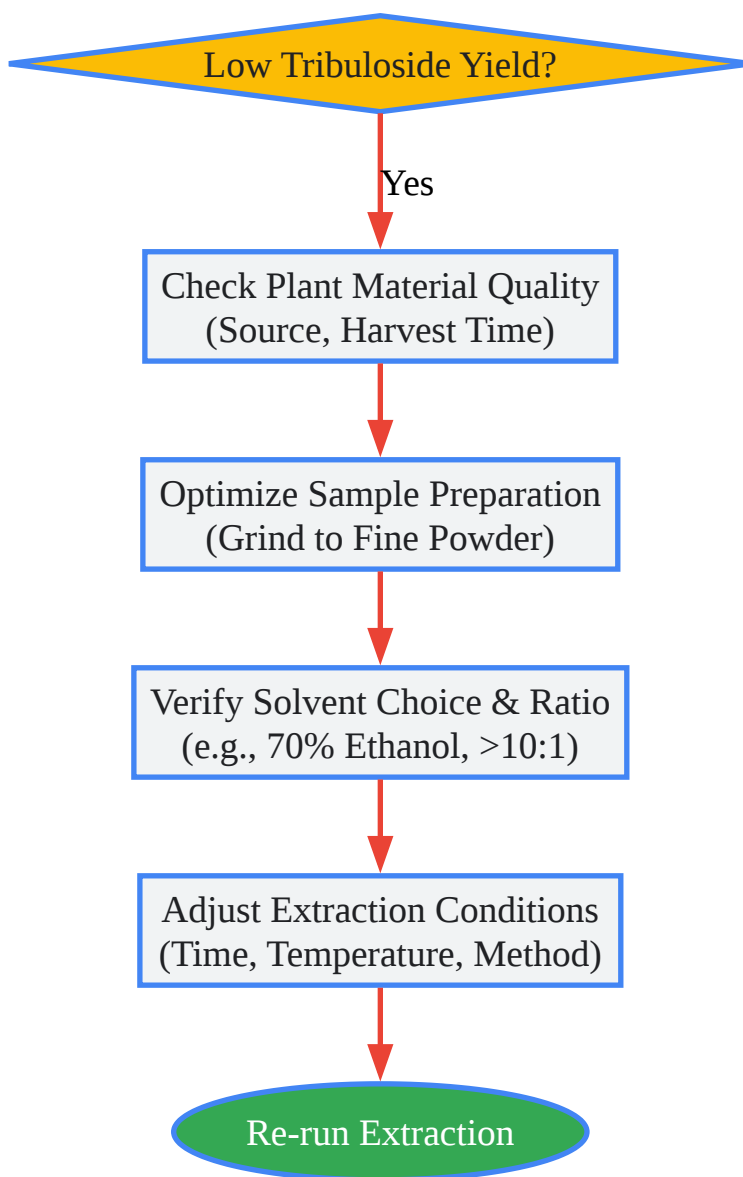 Low Tribuloside Yield?
Yes
Check Plant Material Quality
(Source, Harvest Time)
Optimize Sample Preparation
(Grind to Fine Powder)
Verify Solvent Choice & Ratio
(e.g., 70% Ethanol, >10:1)
Adjust Extraction Conditions
(Time, Temperature, Method)
Re-run Extraction